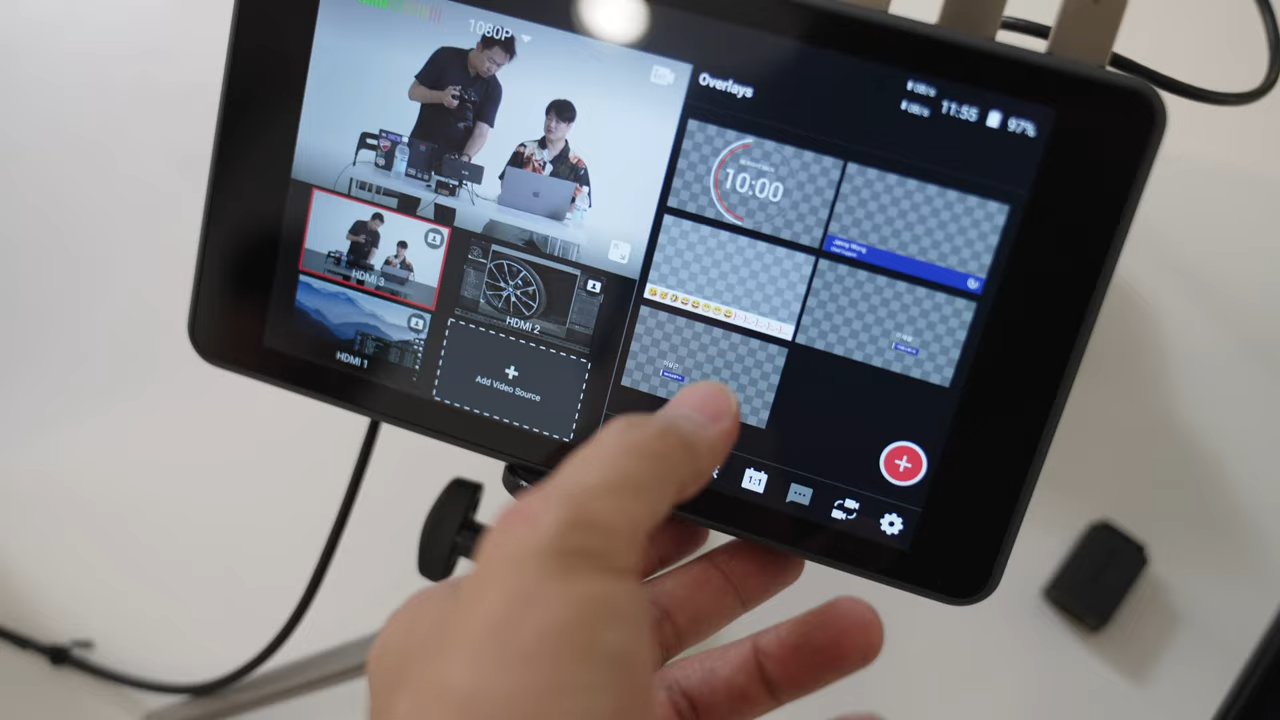 1080P
Overlays
11:55
97%
10:00
HDMI 3
HDMI 2
HDMI 1
Add Video Source
1:1